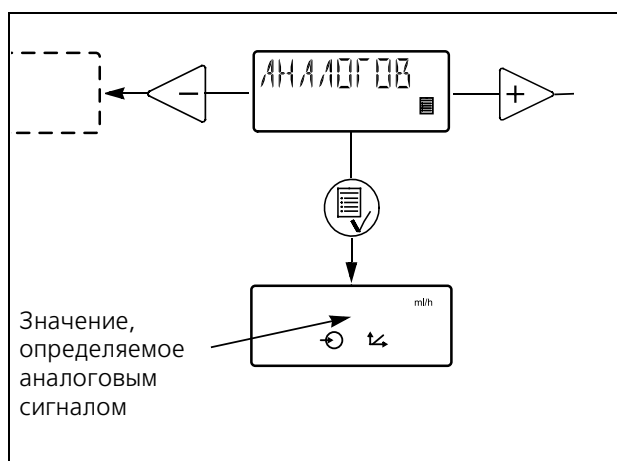 АНАЛОГОВ
− +
ml/h
Значение,
определяемое
аналоговым
сигналом